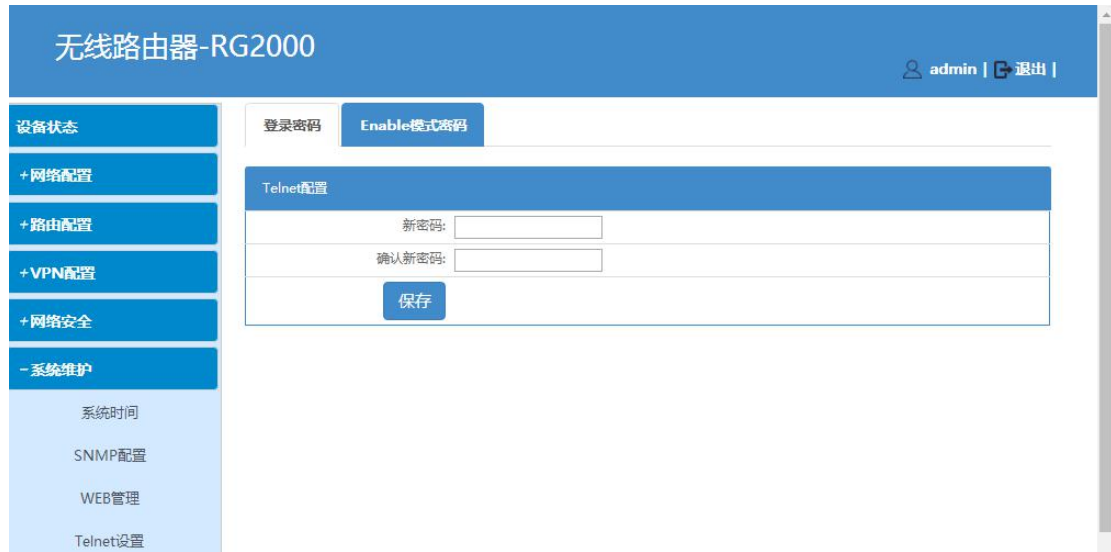 无线路由器-RG2000
admin | 退出 |
设备状态
+网络配置
+路由配置
+VPN配置
+网络安全
-系统维护
系统时间
SNMP配置
WEB管理
Telnet设置
登录密码 Enable模式密码
Telnet配置
新密码:
确认新密码:
保存